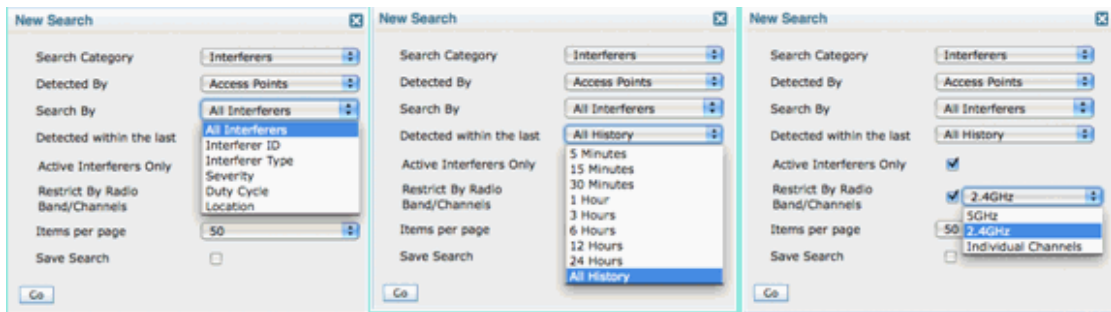 New Search
Search Category Interferers
Detected By Access Points
Search By All Interferers
All Interferers
Interferer ID
Interferer Type
Severity
Duty Cycle
Location
Detected within the last
Active Interferers Only
Restrict By Radio
Band/Channels
Items per page 50
Save Search
Go
New Search
Search Category Interferers
Detected By Access Points
Search By All Interferers
Detected within the last All History
5 Minutes
15 Minutes
30 Minutes
1 Hour
3 Hours
6 Hours
12 Hours
24 Hours
All History
Active Interferers Only
Restrict By Radio
Band/Channels
Items per page
Save Search
Go
New Search
Search Category Interferers
Detected By Access Points
Search By All Interferers
Detected within the last All History
Active Interferers Only
Restrict By Radio
Band/Channels 2.4GHz
5GHz
2.4GHz
Individual Channels
Items per page 50
Save Search
Go